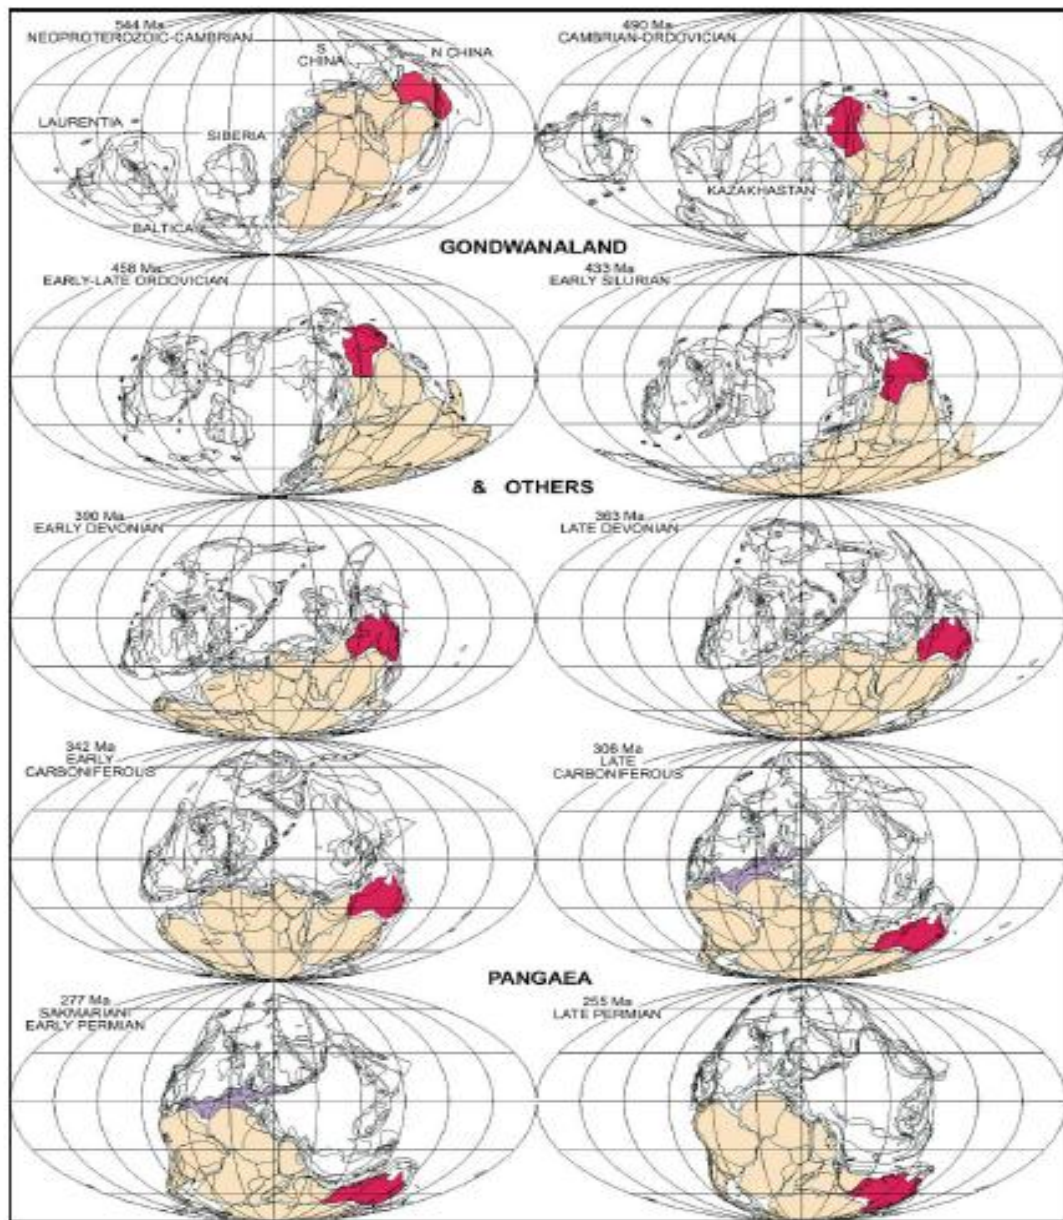 544 Ma
NEOPROTEROZOIC-CAMBRIAN
S
CHINA
N CHINA
LAURENTIA
SIBERIA
BALTICA
490 Ma
CAMBRIAN-ORDOVICIAN
KAZAKHASTAN
GONDWANALAND
458 Ma
EARLY-LATE ORDOVICIAN
433 Ma
EARLY SILURIAN
& OTHERS
390 Ma
EARLY DEVONIAN
363 Ma
LATE DEVONIAN
342 Ma
EARLY
CARBONIFEROUS
306 Ma
LATE
CARBONIFEROUS
PANGAEA
277 Ma
SAKMARIANI
EARLY PERMIAN
255 Ma
LATE PERMIAN